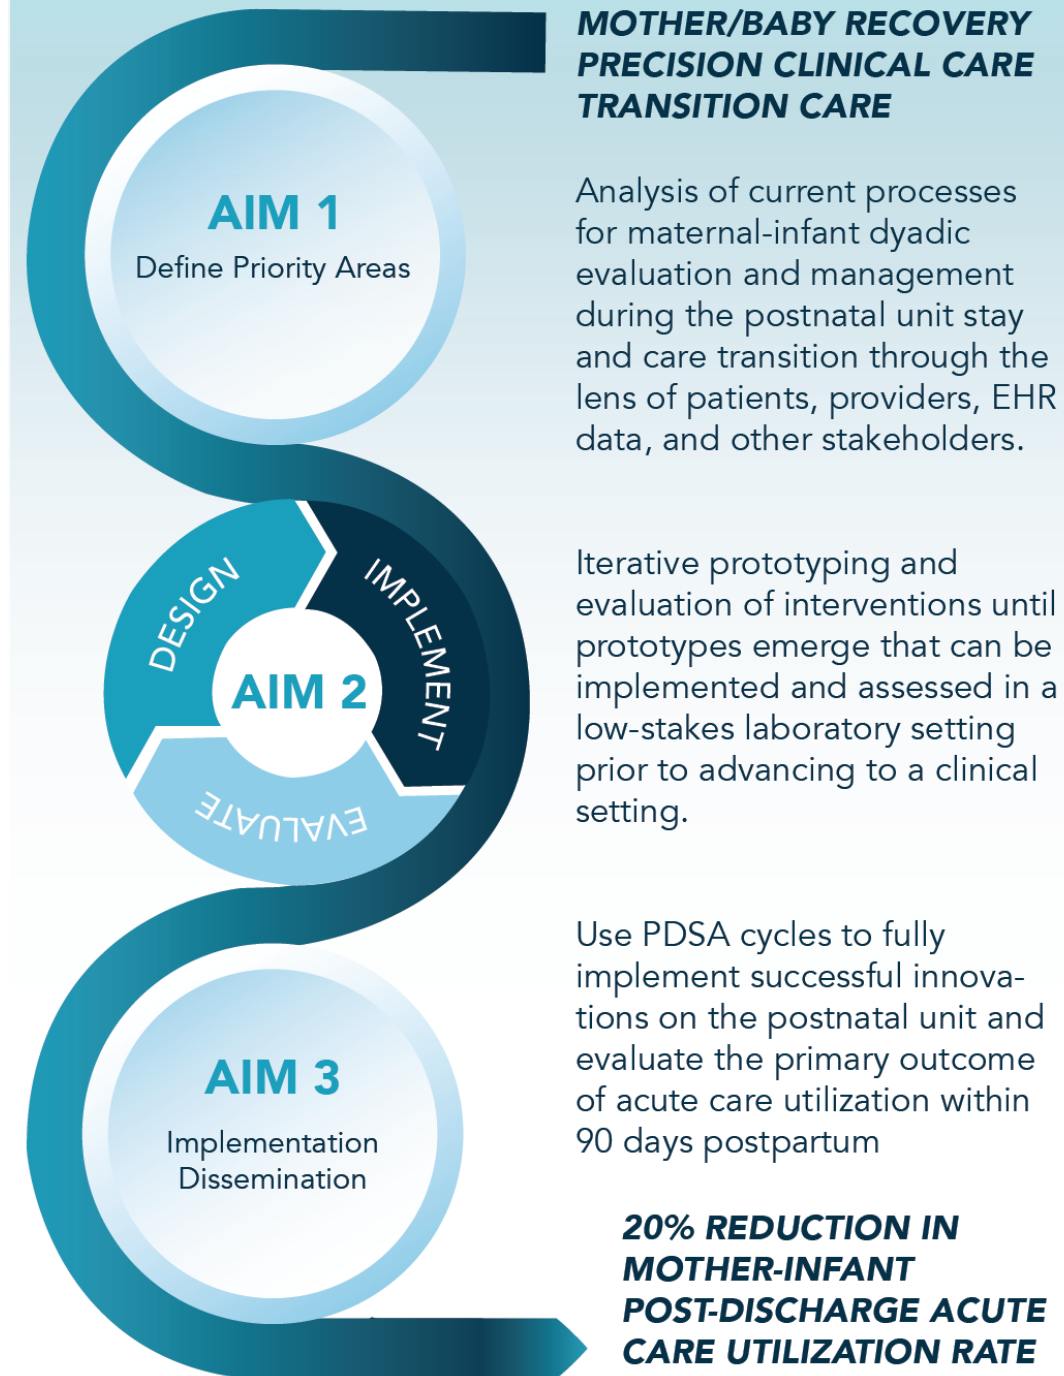 MOTHER/BABY RECOVERY
PRECISION CLINICAL CARE
TRANSITION CARE
AIM 1
Define Priority Areas
Analysis of current processes
for maternal-infant dyadic
evaluation and management
during the postnatal unit stay
and care transition through the
lens of patients, providers, EHR
data, and other stakeholders.
DESIGN
IMPLEMENT
EVALUATE
AIM 2
Iterative prototyping and
evaluation of interventions until
prototypes emerge that can be
implemented and assessed in a
low-stakes laboratory setting
prior to advancing to a clinical
setting.
AIM 3
Implementation
Dissemination
Use PDSA cycles to fully
implement successful innova-
tions on the postnatal unit and
evaluate the primary outcome
of acute care utilization within
90 days postpartum
20% REDUCTION IN
MOTHER-INFANT
POST-DISCHARGE ACUTE
CARE UTILIZATION RATE